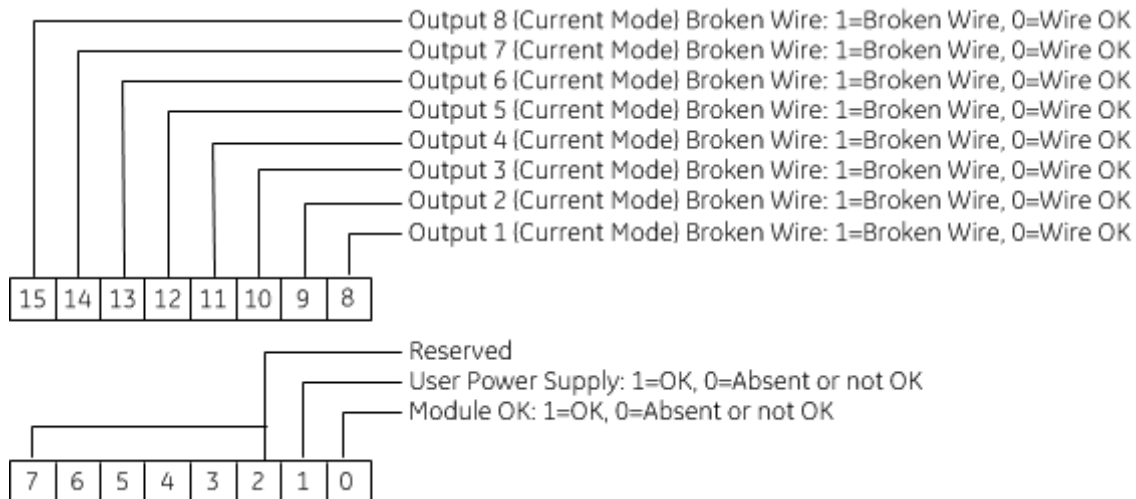 Output 8 (Current Mode) Broken Wire: 1=Broken Wire, 0=Wire OK
Output 7 (Current Mode) Broken Wire: 1=Broken Wire, 0=Wire OK
Output 6 (Current Mode) Broken Wire: 1=Broken Wire, 0=Wire OK
Output 5 (Current Mode) Broken Wire: 1=Broken Wire, 0=Wire OK
Output 4 (Current Mode) Broken Wire: 1=Broken Wire, 0=Wire OK
Output 3 (Current Mode) Broken Wire: 1=Broken Wire, 0=Wire OK
Output 2 (Current Mode) Broken Wire: 1=Broken Wire, 0=Wire OK
Output 1 (Current Mode) Broken Wire: 1=Broken Wire, 0=Wire OK
15 14 13 12 11 10 9 8
Reserved
User Power Supply: 1=OK, 0=Absent or not OK
Module OK: 1=OK, 0=Absent or not OK
7 6 5 4 3 2 1 0